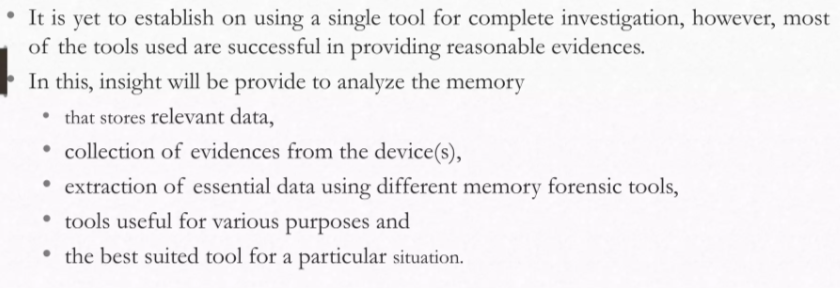 • It is yet to establish on using a single tool for complete investigation, however, most
of the tools used are successful in providing reasonable evidences.
• In this, insight will be provide to analyze the memory
• that stores relevant data,
• collection of evidences from the device(s),
• extraction of essential data using different memory forensic tools,
• tools useful for various purposes and
• the best suited tool for a particular situation.